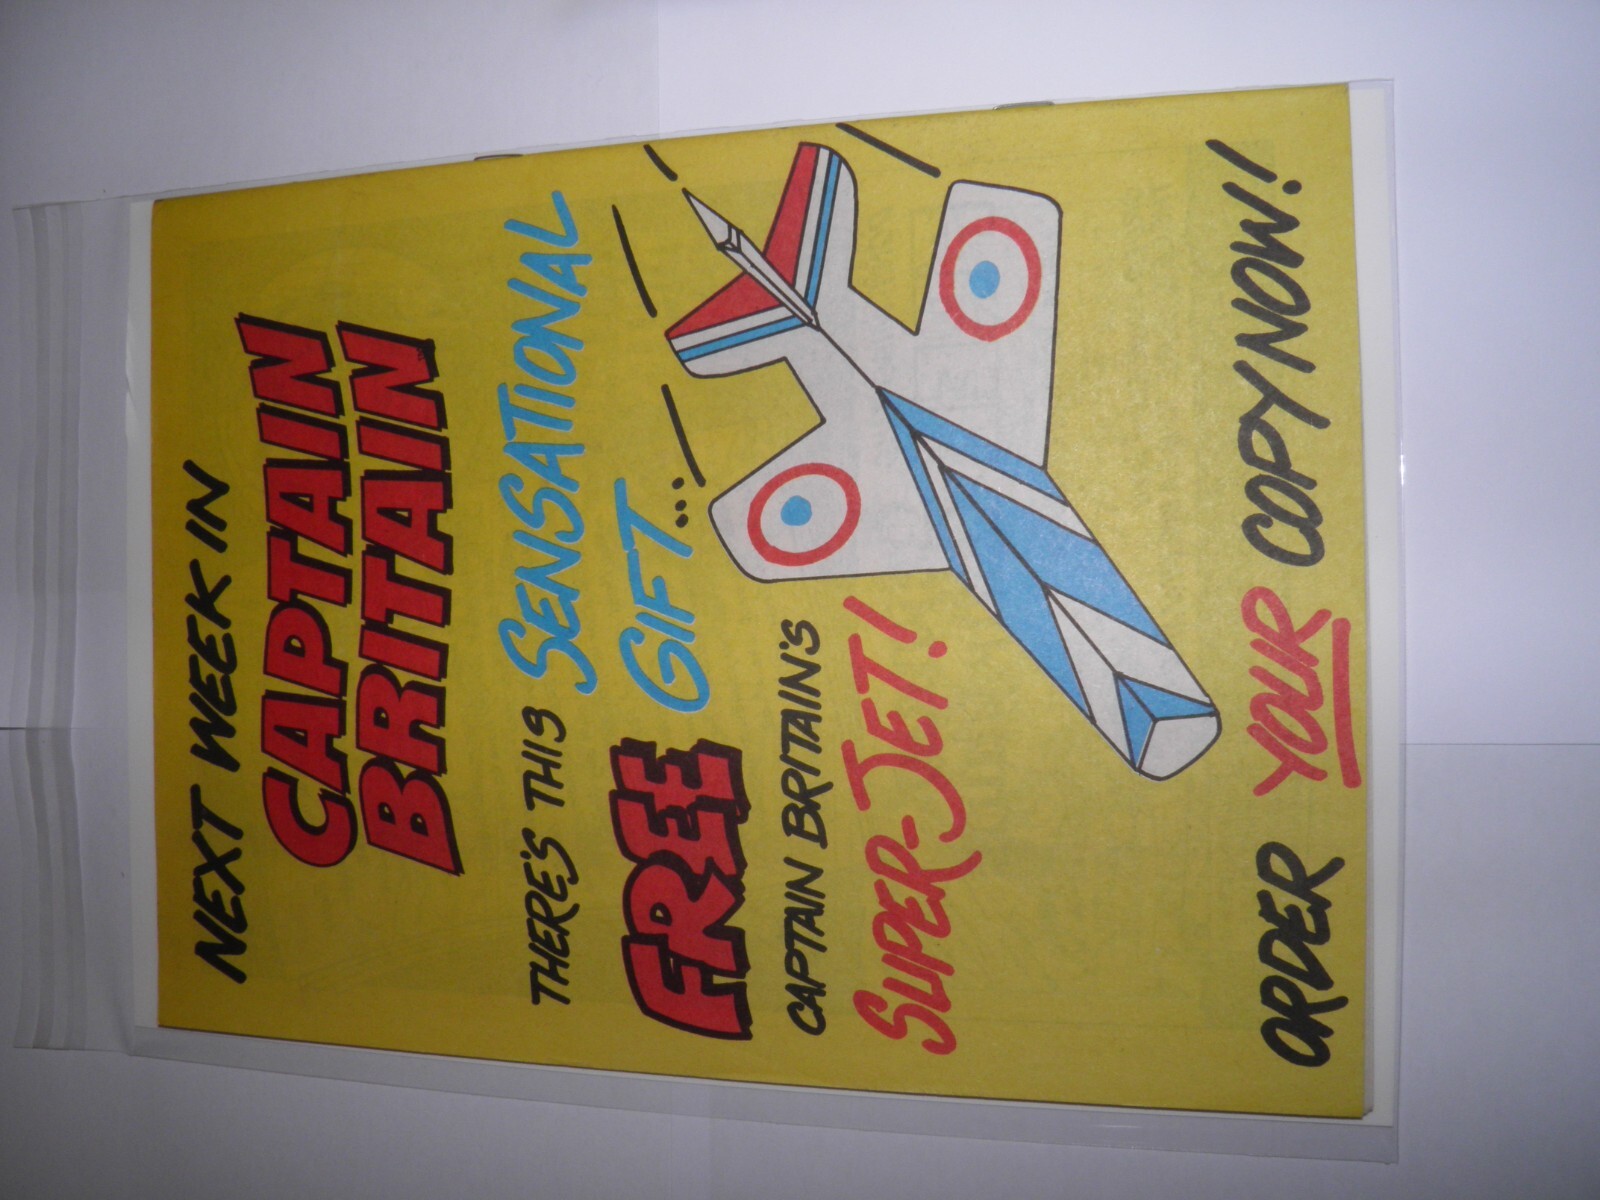 NEXT WEEK IN
CAPTAIN
BRITAIN
THERE'S THIS SENSATIONAL
FREE GIFT...
CAPTAIN BRITAIN'S
SUPER-JET!
ORDER YOUR COPY NOW!